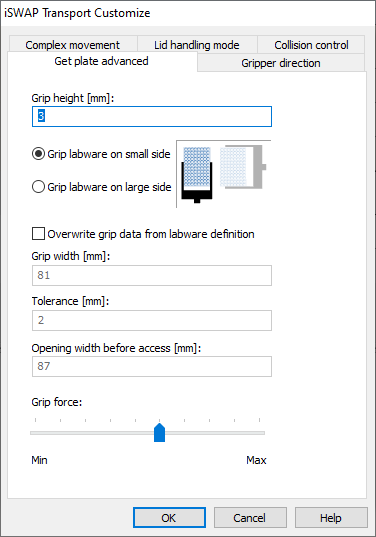 iSWAP Transport Customize
Complex movement
Lid handling mode
Collision control
Get plate advanced
Gripper direction
Grip height [mm]:
3
Grip labware on small side
Grip labware on large side
Overwrite grip data from labware definition
Grip width [mm]:
81
Tolerance [mm]:
2
Opening width before access [mm]:
87
Grip force:
Min
Max
OK
Cancel
Help